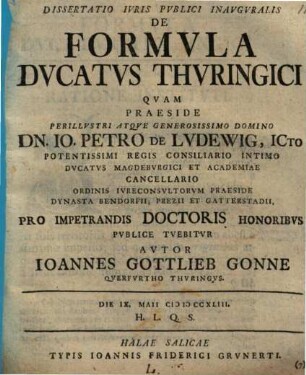 DISSERTATIO IVRIS PVBLICI INAVGVRALIS
DE
FORMVLA
DVCATVS THVRINGICI
QVAM
PRAESIDE
PERILLVSTRI ATQVE GENEROSISSIMO DOMINO
DN. IO. PETRO DE LVDEWIG, ICTO
POTENTISSIMI REGIS CONSILIARIO INTIMO
DVCATVS MAGDEBVRGICI ET ACADEMIAE
CANCELLARIO
ORDINIS IVRECONSVLTORVM PRAESIDE
DYNASTA BENDORFII, PREZII ET GATTERSTADII,
PRO IMPETRANDIS DOCTORIS HONORIBVS
PVBLICE TVEBITVR
AVTOR
IOANNES GOTTLIEB GONNE
QVERFVRTHO THVRINGVS.
DIE IX. MAII CIƆIƆCCXLIII.
H. L. Q. S.
HALAE SALICAE
TYPIS IOANNIS FRIDERICI GRVNERTI.